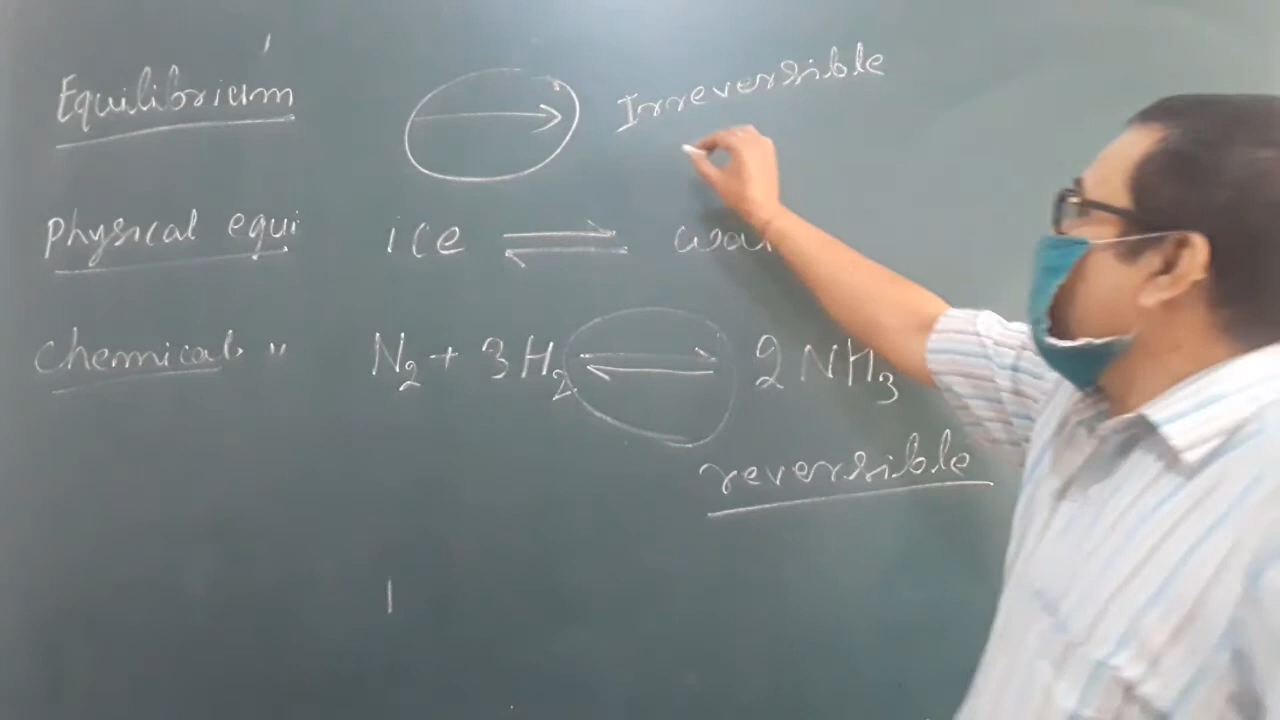 Equilibrium → Irreversible
Physical equi ice ⇌
Chemical " N₂ + 3H₂ ⇌ 2NH₃
reversible